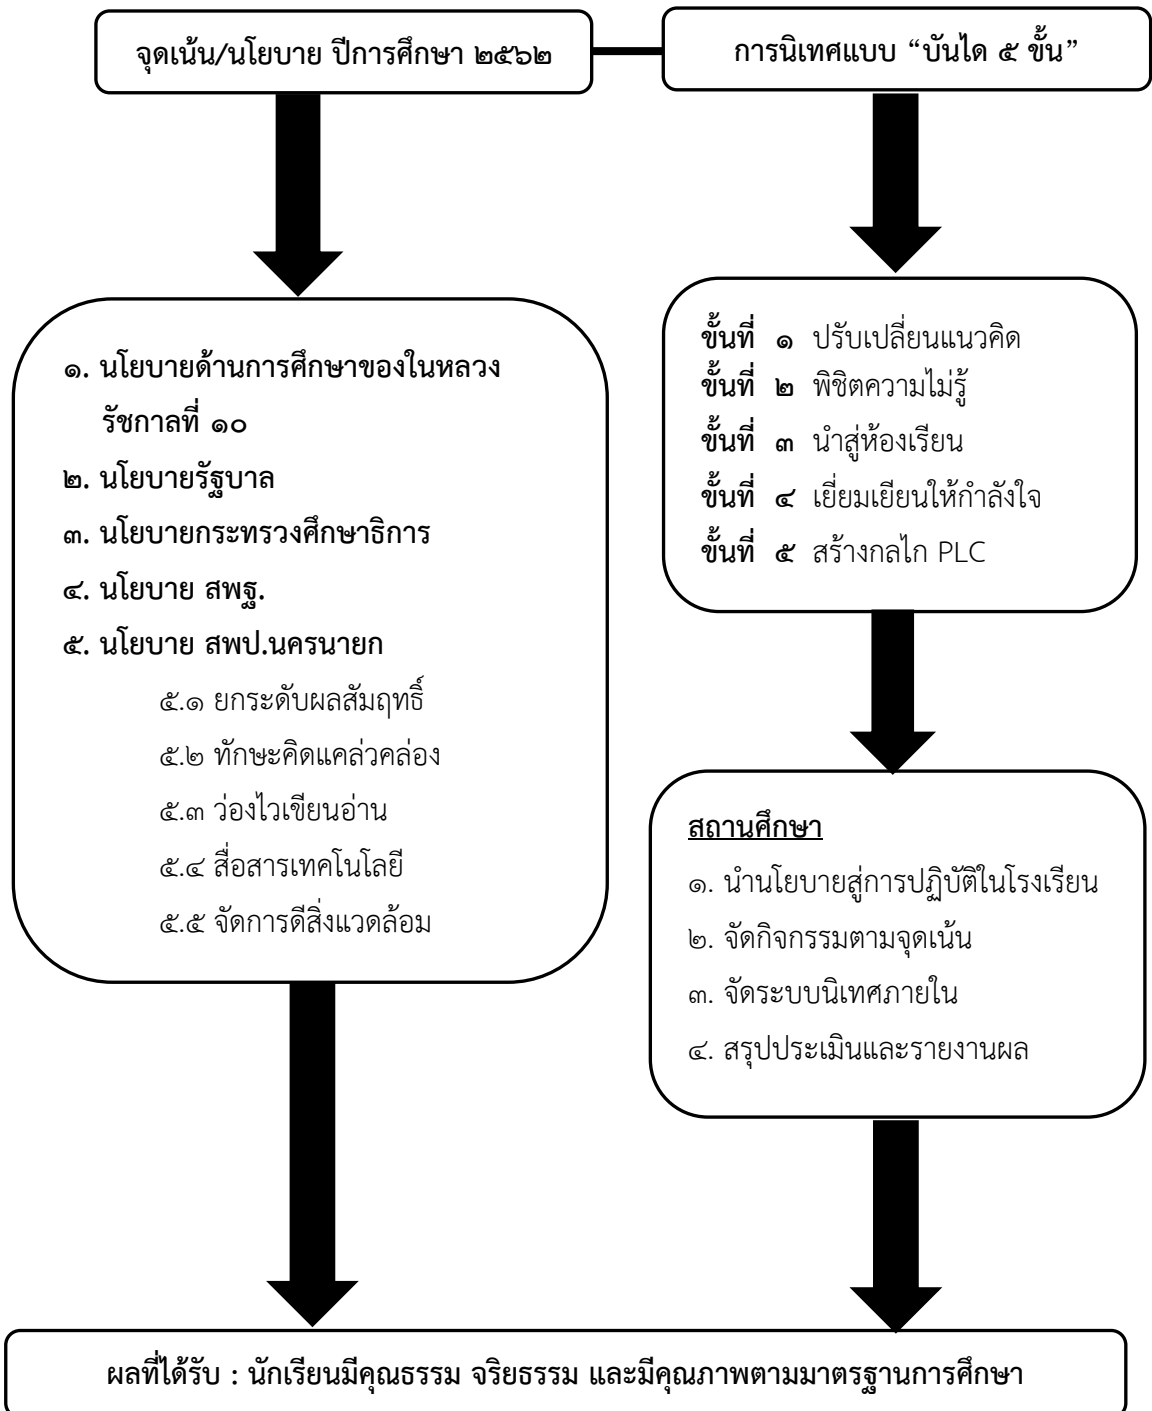 จุดเน้น/นโยบาย ปีการศึกษา ๒๕๖๒
การนิเทศแบบ “บันได ๕ ขั้น”
๑. นโยบายด้านการศึกษาของในหลวง
รัชกาลที่ ๑๐
๒. นโยบายรัฐบาล
๓. นโยบายกระทรวงศึกษาธิการ
๔. นโยบาย สพฐ.
๕. นโยบาย สพป.นครนายก
๕.๑ ยกระดับผลสัมฤทธิ์
๕.๒ ทักษะคิดแคล่วคล่อง
๕.๓ ว่องไวเขียนอ่าน
๕.๔ สื่อสารเทคโนโลยี
๕.๕ จัดการดีสิ่งแวดล้อม
ขั้นที่ ๑ ปรับเปลี่ยนแนวคิด
ขั้นที่ ๒ พิชิตความไม่รู้
ขั้นที่ ๓ นำสู่ห้องเรียน
ขั้นที่ ๔ เยี่ยมเยียนให้กำลังใจ
ขั้นที่ ๕ สร้างกลไก PLC
สถานศึกษา
๑. นำนโยบายสู่การปฏิบัติในโรงเรียน
๒. จัดกิจกรรมตามจุดเน้น
๓. จัดระบบนิเทศภายใน
๔. สรุปประเมินและรายงานผล
ผลที่ได้รับ : นักเรียนมีคุณธรรม จริยธรรม และมีคุณภาพตามมาตรฐานการศึกษา